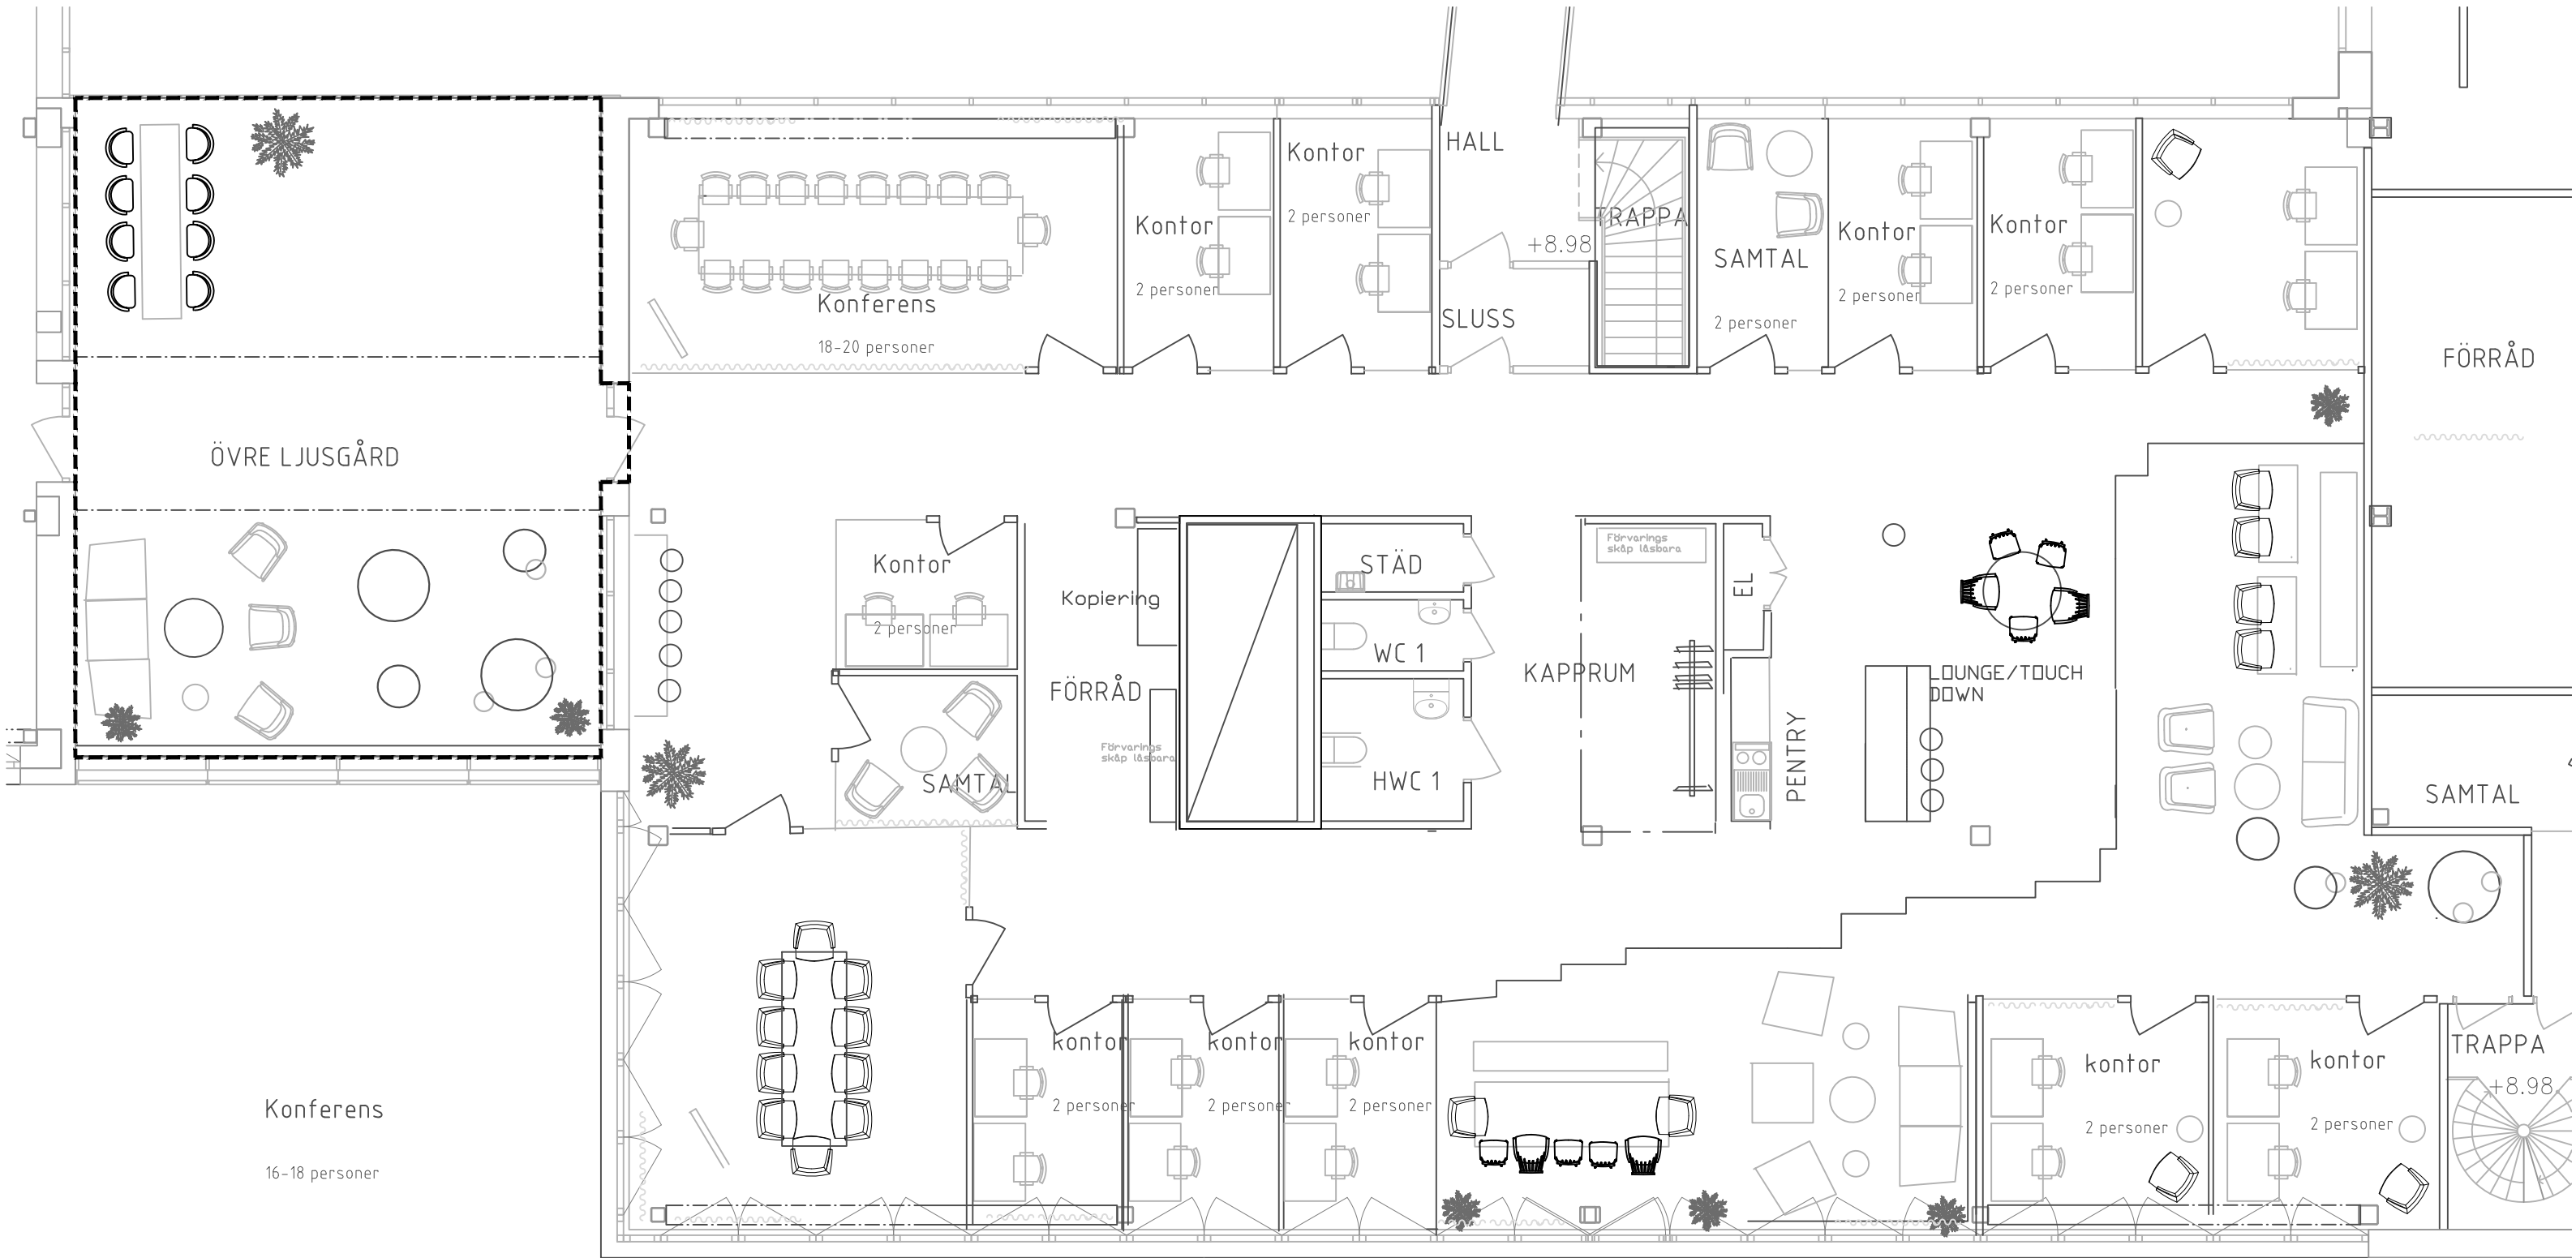 HALL
Kontor
2 personer
Kontor
2 personer
TRAPPA
+8.98
SAMTAL
2 personer
Kontor
2 personer
Kontor
2 personer
Konferens
18-20 personer
SLUSS
FÖRRÅD
ÖVRE LJUSGÅRD
Kontor
2 personer
Kopiering
FÖRRÅD
Förvarings
skåp låsbara
SAMTAL
STÄD
WC 1
HWC 1
Förvarings
skåp låsbara
KAPPRUM
EL
PENTRY
LOUNGE/TOUCH
DOWN
SAMTAL
kontor
2 personer
kontor
2 personer
kontor
2 personer
kontor
2 personer
kontor
2 personer
TRAPPA
+8.98
Konferens
16-18 personer